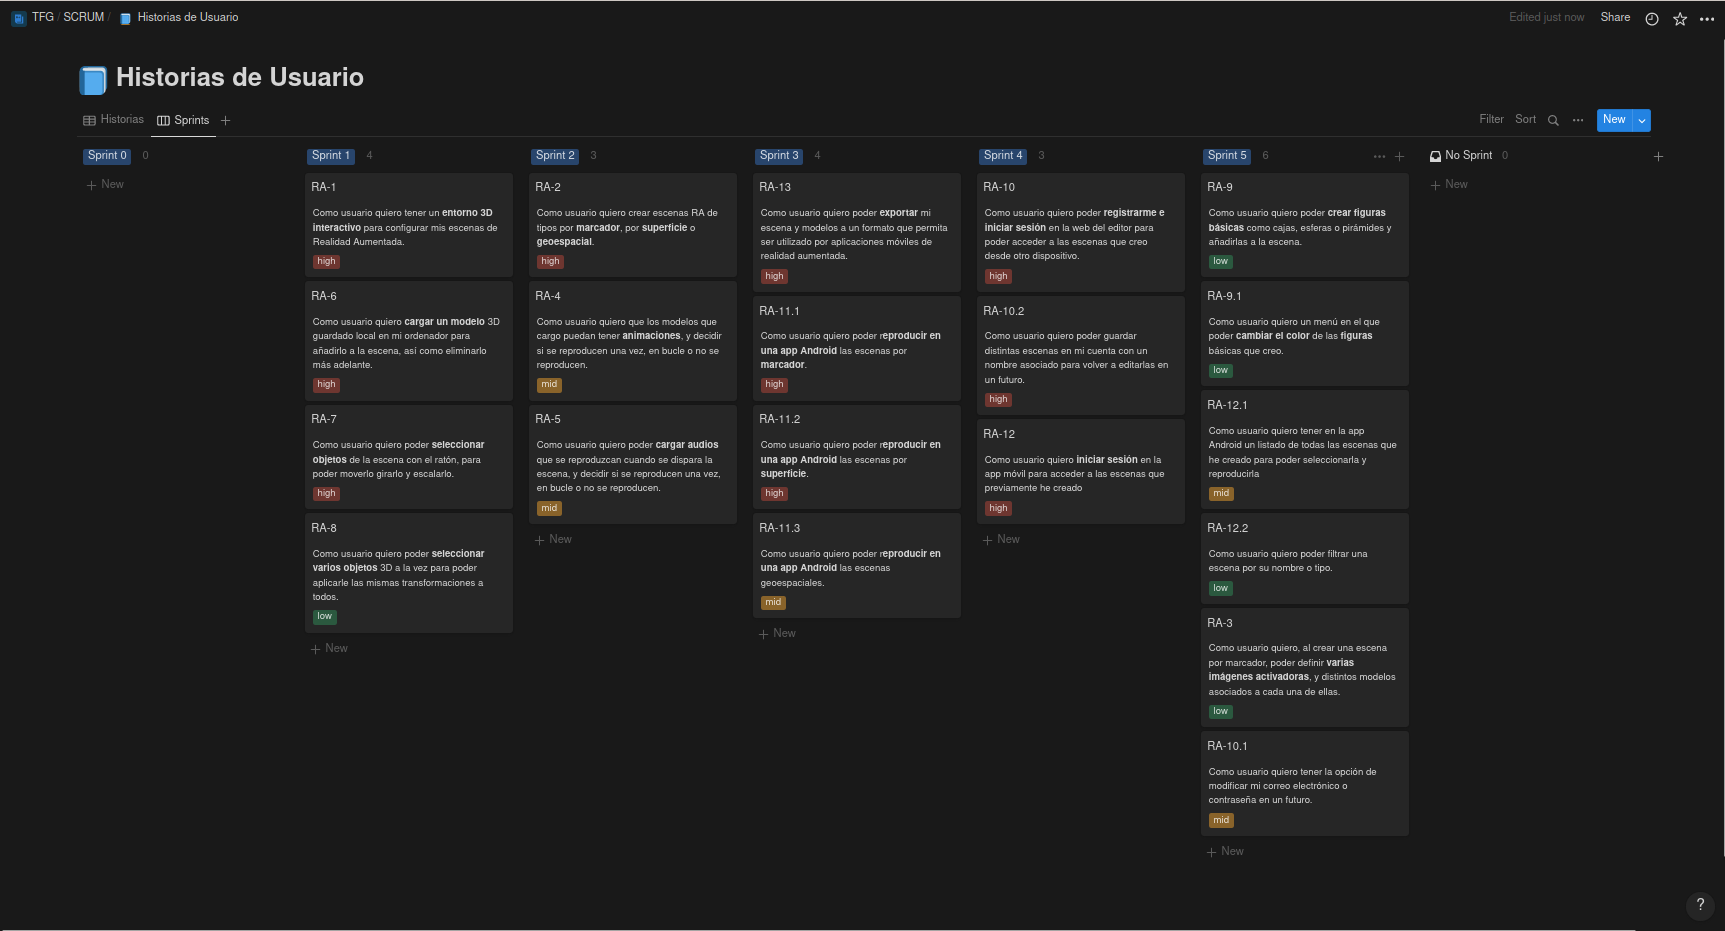 TFG / SCRUM / Historias de Usuario
Edited just now
Share
Historias de Usuario
Historias
Sprints
Filter
Sort
New
Sprint 0 0
New
Sprint 1 4
RA-1
Como usuario quiero tener un entorno 3D
interactivo para configurar mis escenas de
Realidad Aumentada.
high
RA-6
Como usuario quiero cargar un modelo 3D
guardado local en mi ordenador para
añadirlo a la escena, así como eliminarlo
más adelante.
high
RA-7
Como usuario quiero poder seleccionar
objetos de la escena con el ratón, para
poder moverlo girarlo y escalarlo.
high
RA-8
Como usuario quiero poder seleccionar
varios objetos 3D a la vez para poder
aplicarle las mismas transformaciones a
todos.
low
New
Sprint 2 3
RA-2
Como usuario quiero crear escenas RA de
tipos por marcador, por superficie o
geoespacial.
high
RA-4
Como usuario quiero que los modelos que
cargo puedan tener animaciones, y decidir
si se reproducen una vez, en bucle o no se
reproducen.
mid
RA-5
Como usuario quiero poder cargar audios
que se reproduzcan cuando se dispara la
escena, y decidir si se reproducen una vez,
en bucle o no se reproducen.
mid
New
Sprint 3 4
RA-13
Como usuario quiero poder exportar mi
escena y modelos a un formato que permita
ser utilizado por aplicaciones móviles de
realidad aumentada.
high
RA-11.1
Como usuario quiero poder reproducir en
una app Android las escenas por
marcador.
high
RA-11.2
Como usuario quiero poder reproducir en
una app Android las escenas por
superficie.
high
RA-11.3
Como usuario quiero poder reproducir en
una app Android las escenas
geoespaciales.
mid
New
Sprint 4 3
RA-10
Como usuario quiero poder registrarme e
iniciar sesión en la web del editor para
poder acceder a las escenas que creo
desde otro dispositivo.
high
RA-10.2
Como usuario quiero poder guardar
distintas escenas en mi cuenta con un
nombre asociado para volver a editarlas en
un futuro.
high
RA-12
Como usuario quiero iniciar sesión en la
app móvil para acceder a las escenas que
previamente he creado
high
New
Sprint 5 6
RA-9
Como usuario quiero poder crear figuras
básicas como cajas, esferas o pirámides y
añadirlas a la escena.
low
RA-9.1
Como usuario quiero un menú en el que
poder cambiar el color de las figuras
básicas que creo.
low
RA-12.1
Como usuario quiero tener en la app
Android un listado de todas las escenas que
he creado para poder seleccionarla y
reproducirla
mid
RA-12.2
Como usuario quiero poder filtrar una
escena por su nombre o tipo.
low
RA-3
Como usuario quiero, al crear una escena
por marcador, poder definir varias
imágenes activadoras, y distintos modelos
asociados a cada una de ellas.
low
RA-10.1
Como usuario quiero tener la opción de
modificar mi correo electrónico o
contraseña en un futuro.
mid
New
No Sprint 0
New
?